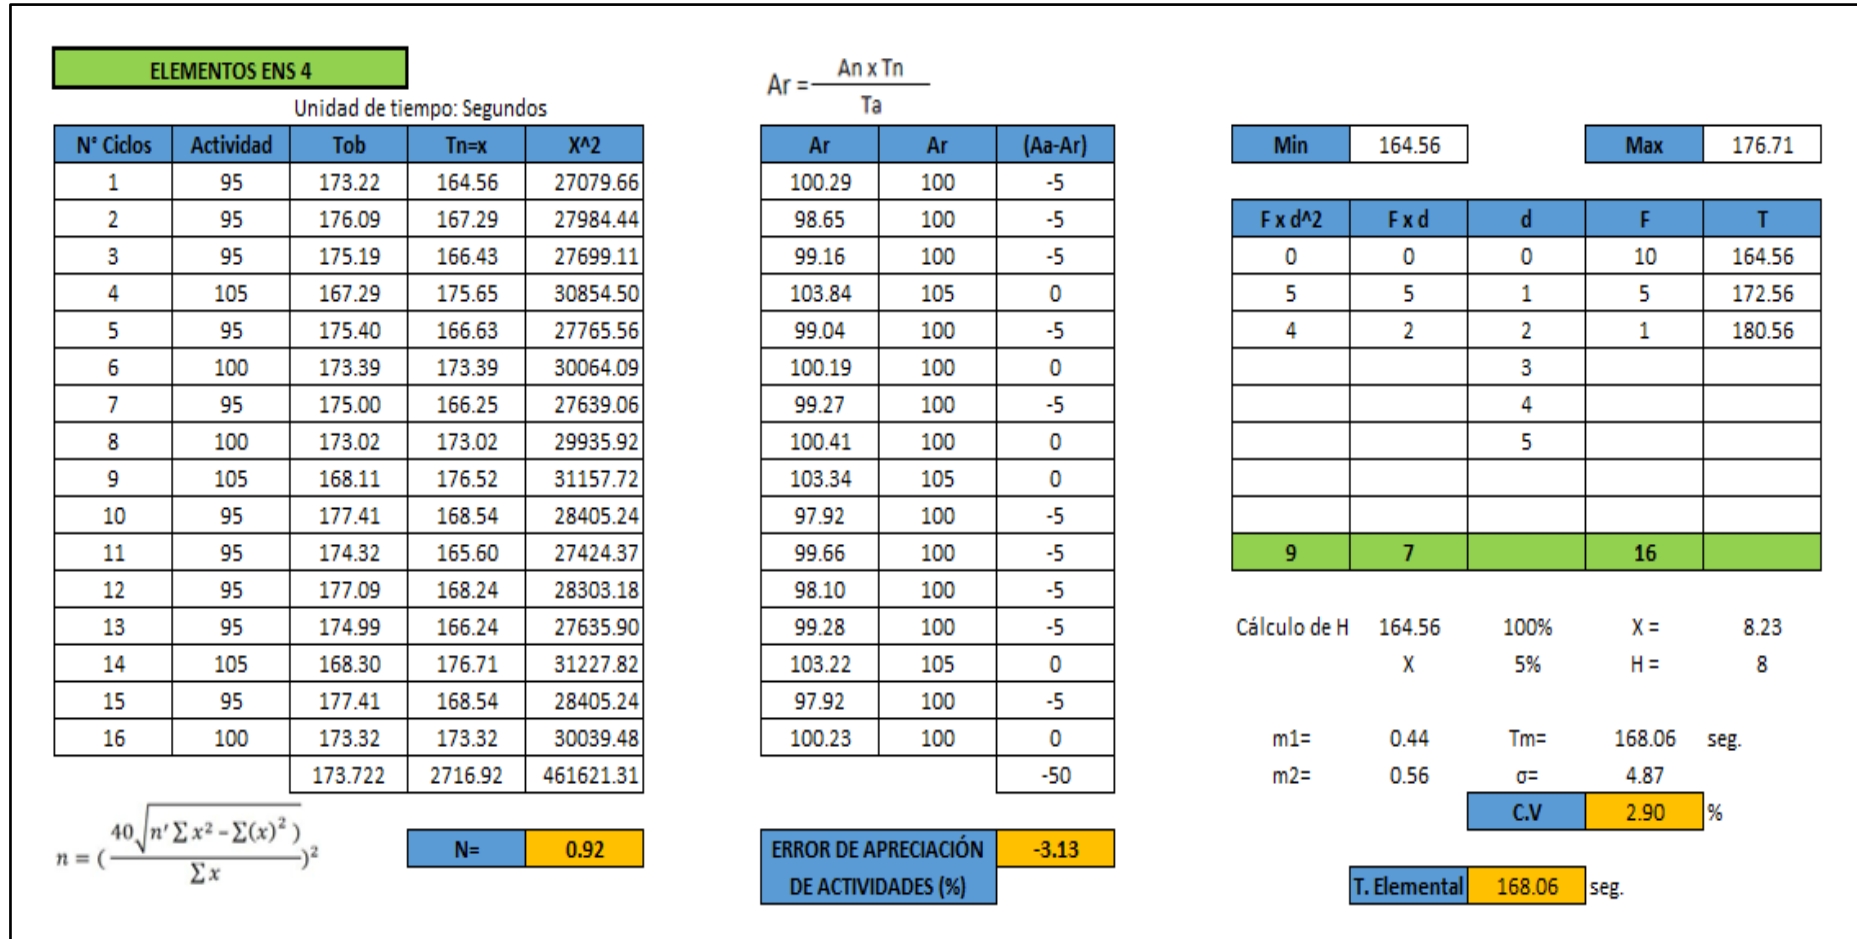 ELEMENTOS ENS 4
Unidad de tiempo: Segundos
N° Ciclos Actividad Tob Tn=x X^2
1 95 173.22 164.56 27079.66
2 95 176.09 167.29 27984.44
3 95 175.19 166.43 27699.11
4 105 167.29 175.65 30854.50
5 95 175.40 166.63 27765.56
6 100 173.39 173.39 30064.09
7 95 175.00 166.25 27639.06
8 100 173.02 173.02 29935.92
9 105 168.11 176.52 31157.72
10 95 177.41 168.54 28405.24
11 95 174.32 165.60 27424.37
12 95 177.09 168.24 28303.18
13 95 174.99 166.24 27635.90
14 105 168.30 176.71 31227.82
15 95 177.41 168.54 28405.24
16 100 173.32 173.32 30039.48
173.722 2716.92 461621.31
n = ( 40√n' ∑ x² − ∑(x)² ) / ∑ x )²
N= 0.92
Ar = An x Tn / Ta
Ar Ar (Aa-Ar)
100.29 100 -5
98.65 100 -5
99.16 100 -5
103.84 105 0
99.04 100 -5
100.19 100 0
99.27 100 -5
100.41 100 0
103.34 105 0
97.92 100 -5
99.66 100 -5
98.10 100 -5
99.28 100 -5
103.22 105 0
97.92 100 -5
100.23 100 0
-50
ERROR DE APRECIACIÓN -3.13
DE ACTIVIDADES (%)
Min 164.56 Max 176.71
F x d^2 F x d d F T
0 0 0 10 164.56
5 5 1 5 172.56
4 2 2 1 180.56
3
4
5
9 7 16
Cálculo de H 164.56 100% X = 8.23
X 5% H = 8
m1= 0.44 Tm= 168.06 seg.
m2= 0.56 σ= 4.87
C.V 2.90 %
T. Elemental 168.06 seg.